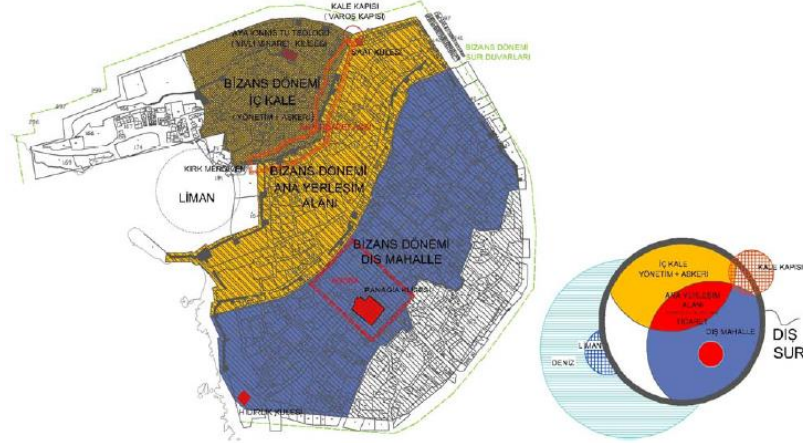 KALE KAPISI
( VAROŞ KAPISI)
SAAT KULESİ
BİZANS DÖNEMİ
SUR DUVARLARI
BİZANS DÖNEMİ
İÇ KALE
( YÖNETİM + ASKERİ )
KIRK MERDİVEN
LİMAN
BİZANS DÖNEMİ
ANA YERLEŞİM
ALANI
BİZANS DÖNEMİ
DIŞ MAHALLE
PANAGIA KİLİSESİ
HIDIRLIK KULESİ
İÇ KALE
YÖNETİM + ASKERİ
KALE KAPISI
ANA YERLEŞİM
ALANI
TİCARET
DIŞ MAHALLE
LİMAN
DENİZ
DIŞ
SUR